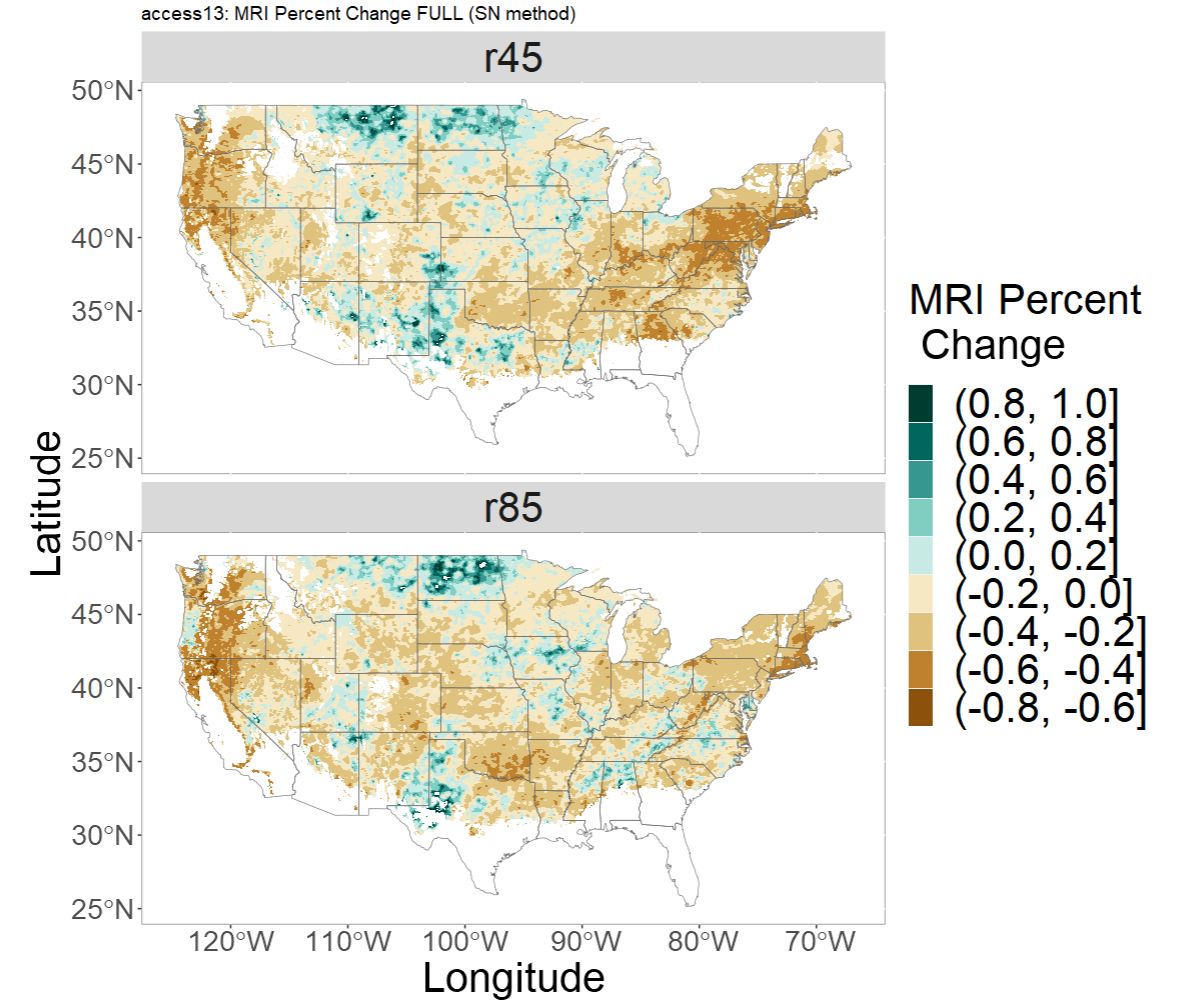 access13: MRI Percent Change FULL (SN method)
r45
50°N
45°N
40°N
35°N
30°N
25°N
r85
50°N
45°N
40°N
35°N
30°N
25°N
120°W 110°W 100°W 90°W 80°W 70°W
Longitude
Latitude
MRI Percent
Change
(0.8, 1.0]
(0.6, 0.8]
(0.4, 0.6]
(0.2, 0.4]
(0.0, 0.2]
(-0.2, 0.0]
(-0.4, -0.2]
(-0.6, -0.4]
(-0.8, -0.6]